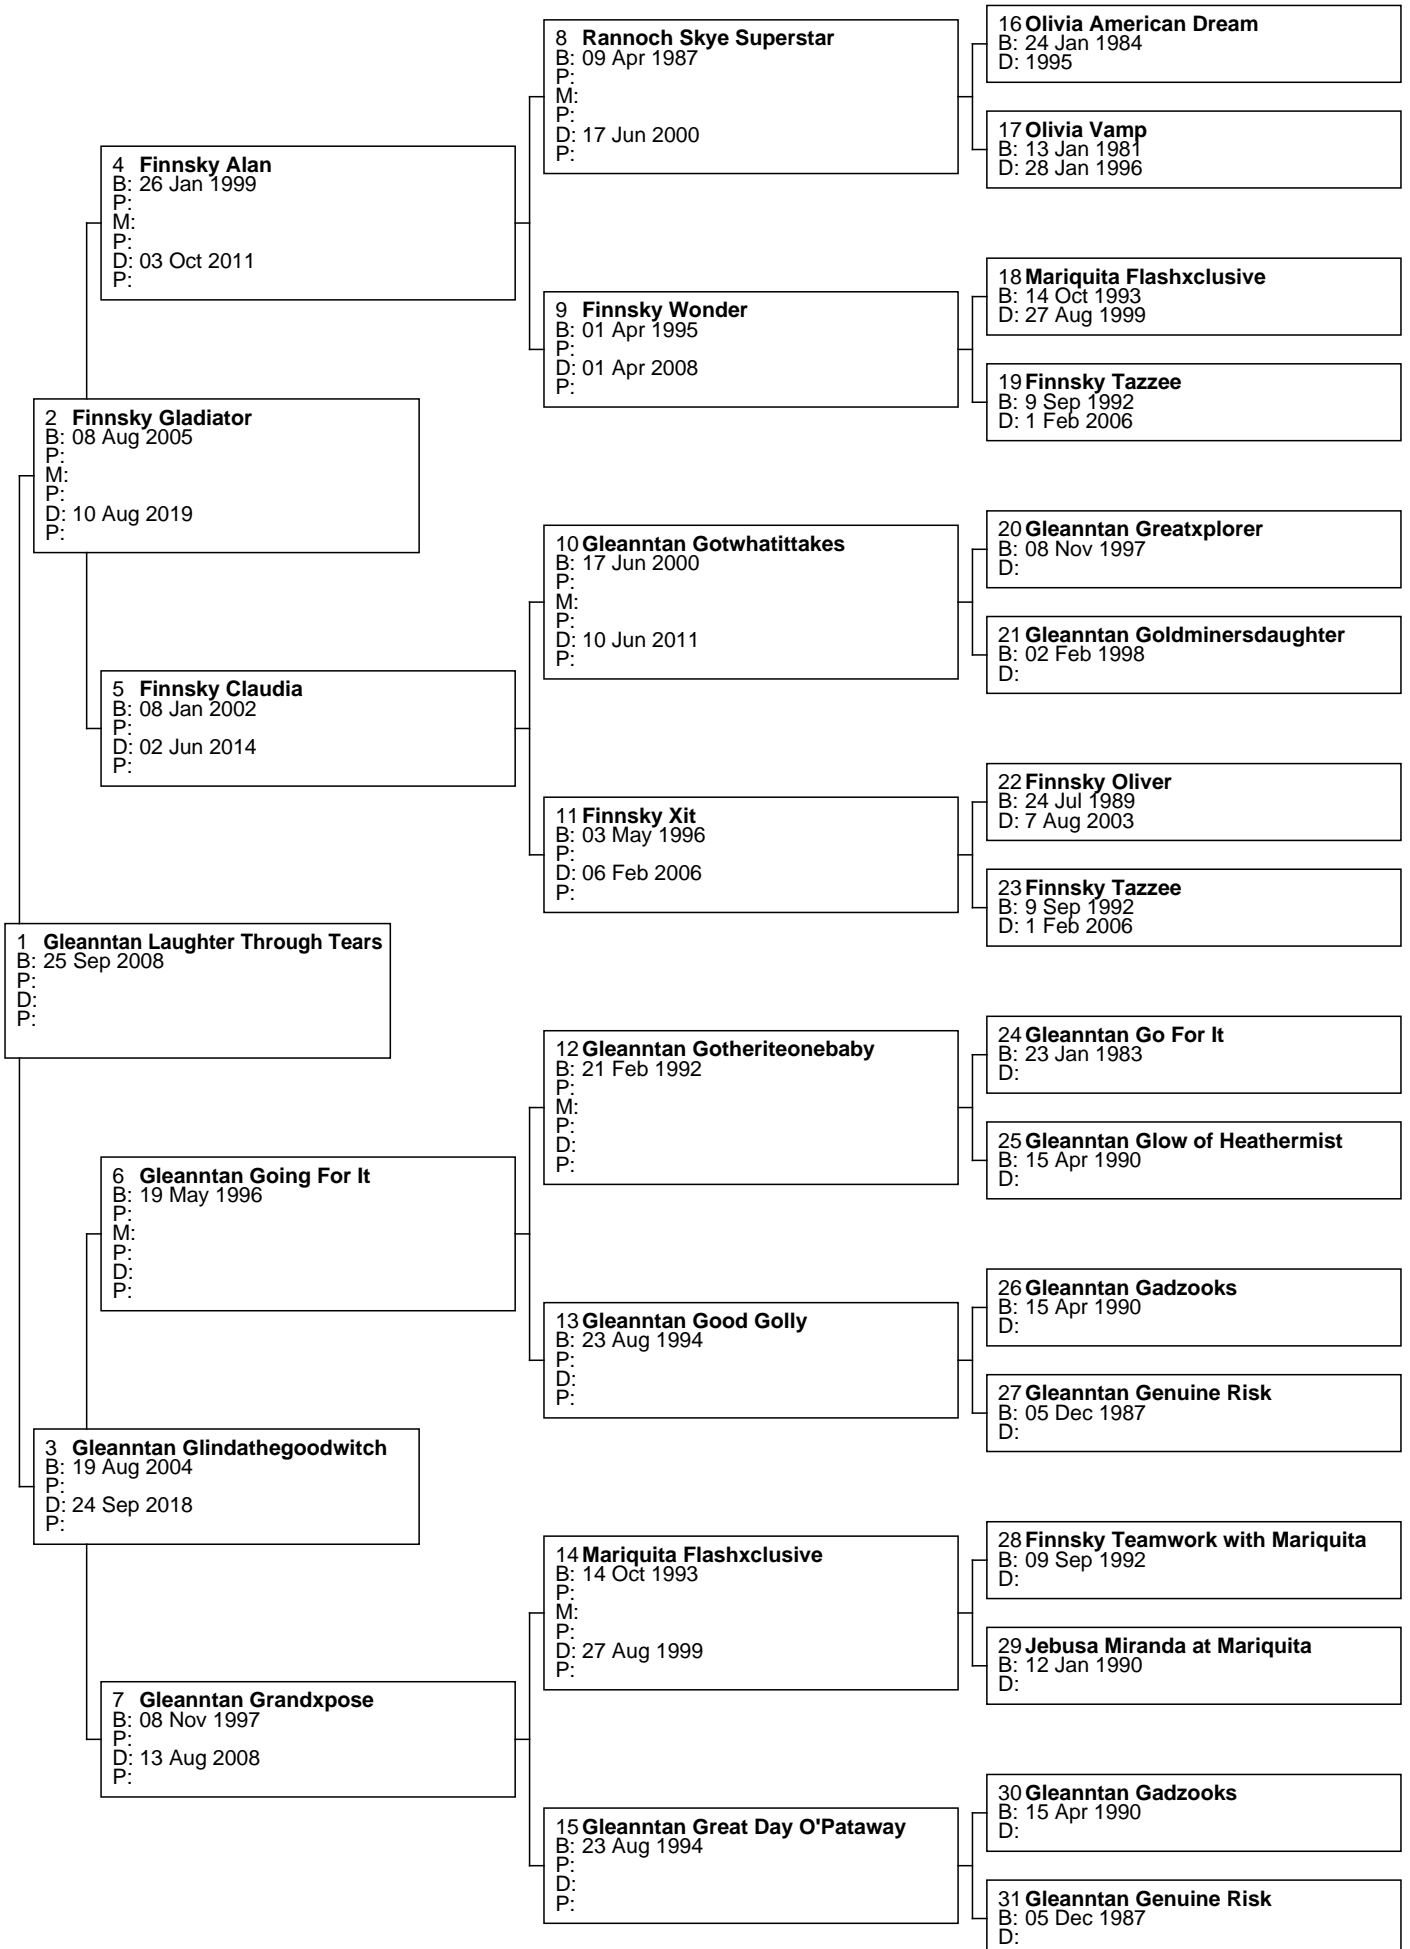 16 Olivia American Dream
B: 24 Jan 1984
D: 1995
8 Rannoch Skye Superstar
B: 09 Apr 1987
P:
M:
P:
D: 17 Jun 2000
P:
17 Olivia Vamp
B: 13 Jan 1981
D: 28 Jan 1996
4 Finnsky Alan
B: 26 Jan 1999
P:
M:
P:
D: 03 Oct 2011
P:
18 Mariquita Flashxclusive
B: 14 Oct 1993
D: 27 Aug 1999
9 Finnsky Wonder
B: 01 Apr 1995
P:
D: 01 Apr 2008
P:
19 Finnsky Tazzee
B: 9 Sep 1992
D: 1 Feb 2006
2 Finnsky Gladiator
B: 08 Aug 2005
P:
M:
P:
D: 10 Aug 2019
P:
20 Gleanntan Greatxplorer
B: 08 Nov 1997
D:
10 Gleanntan Gotwhatittakes
B: 17 Jun 2000
P:
M:
P:
D: 10 Jun 2011
P:
21 Gleanntan Goldminersdaughter
B: 02 Feb 1998
D:
5 Finnsky Claudia
B: 08 Jan 2002
P:
D: 02 Jun 2014
P:
22 Finnsky Oliver
B: 24 Jul 1989
D: 7 Aug 2003
11 Finnsky Xit
B: 03 May 1996
P:
D: 06 Feb 2006
P:
23 Finnsky Tazzee
B: 9 Sep 1992
D: 1 Feb 2006
1 Gleanntan Laughter Through Tears
B: 25 Sep 2008
P:
D:
P:
24 Gleanntan Go For It
B: 23 Jan 1983
D:
12 Gleanntan Gotheriteonebaby
B: 21 Feb 1992
P:
M:
P:
D:
P:
25 Gleanntan Glow of Heathermist
B: 15 Apr 1990
D:
6 Gleanntan Going For It
B: 19 May 1996
P:
M:
P:
D:
P:
26 Gleanntan Gadzooks
B: 15 Apr 1990
D:
13 Gleanntan Good Golly
B: 23 Aug 1994
P:
D:
P:
27 Gleanntan Genuine Risk
B: 05 Dec 1987
D:
3 Gleanntan Glindathegoodwitch
B: 19 Aug 2004
P:
D: 24 Sep 2018
P:
28 Finnsky Teamwork with Mariquita
B: 09 Sep 1992
D:
14 Mariquita Flashxclusive
B: 14 Oct 1993
P:
M:
P:
D: 27 Aug 1999
P:
29 Jebusa Miranda at Mariquita
B: 12 Jan 1990
D:
7 Gleanntan Grandxpose
B: 08 Nov 1997
P:
D: 13 Aug 2008
P:
30 Gleanntan Gadzooks
B: 15 Apr 1990
D:
15 Gleanntan Great Day O'Pataway
B: 23 Aug 1994
P:
D:
P:
31 Gleanntan Genuine Risk
B: 05 Dec 1987
D: